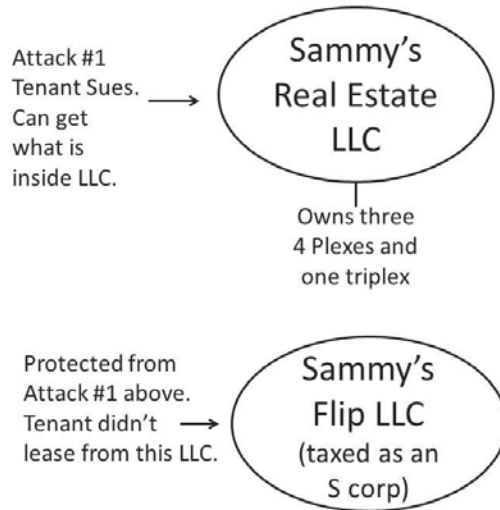 Attack #1
Tenant Sues.
Can get
what is
inside LLC.
Sammy’s
Real Estate
LLC
Owns three
4 Plexes and
one triplex
Protected from
Attack #1 above.
Tenant didn’t
lease from this LLC.
Sammy’s
Flip LLC
(taxed as an
S corp)